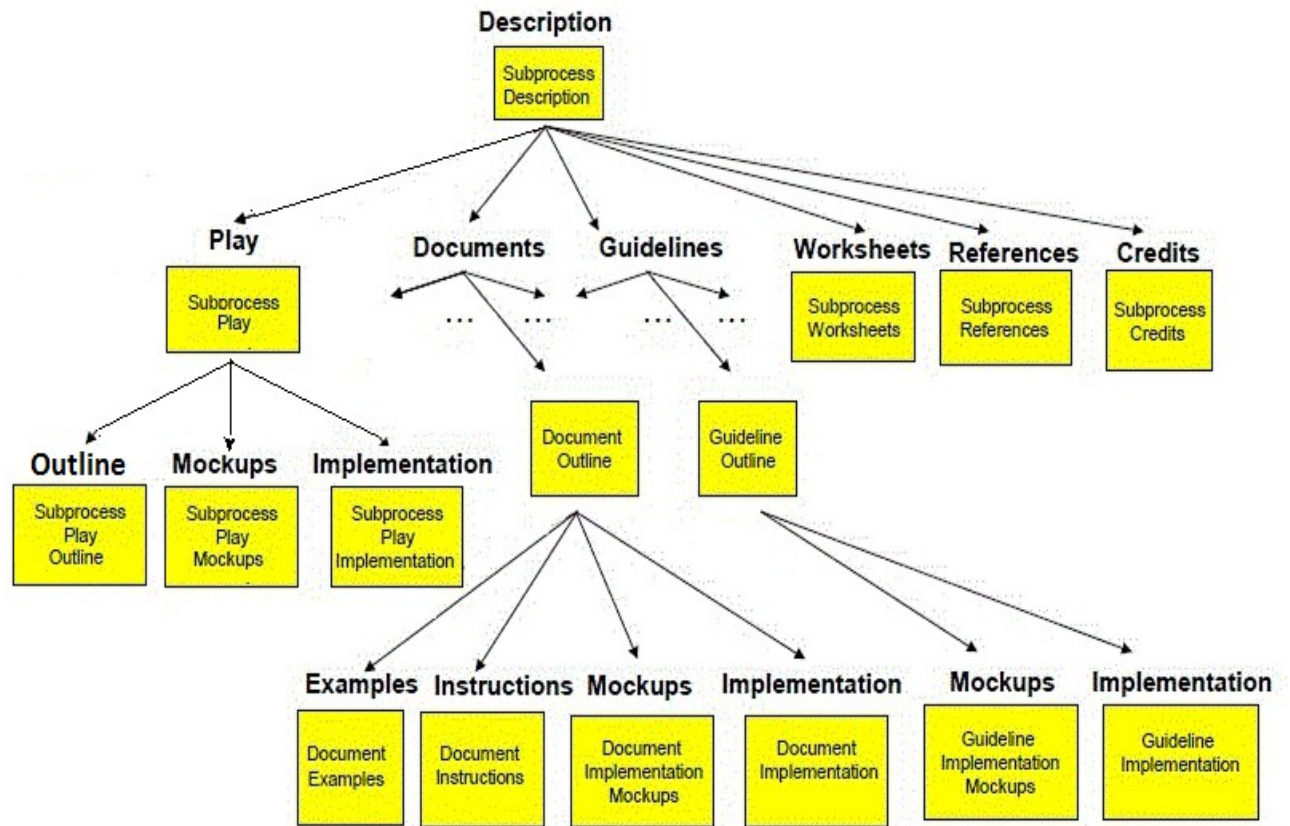 Description
Subprocess
Description
Play
Documents
Guidelines
Worksheets
References
Credits
Subprocess
Play
...
...
...
...
Subprocess
Worksheets
Subprocess
References
Subprocess
Credits
Document
Outline
Guideline
Outline
Outline
Mockups
Implementation
Subprocess
Play
Outline
Subprocess
Play
Mockups
Subprocess
Play
Implementation
Examples
Instructions
Mockups
Implementation
Mockups
Implementation
Document
Examples
Document
Instructions
Document
Implementation
Mockups
Document
Implementation
Guideline
Implementation
Mockups
Guideline
Implementation